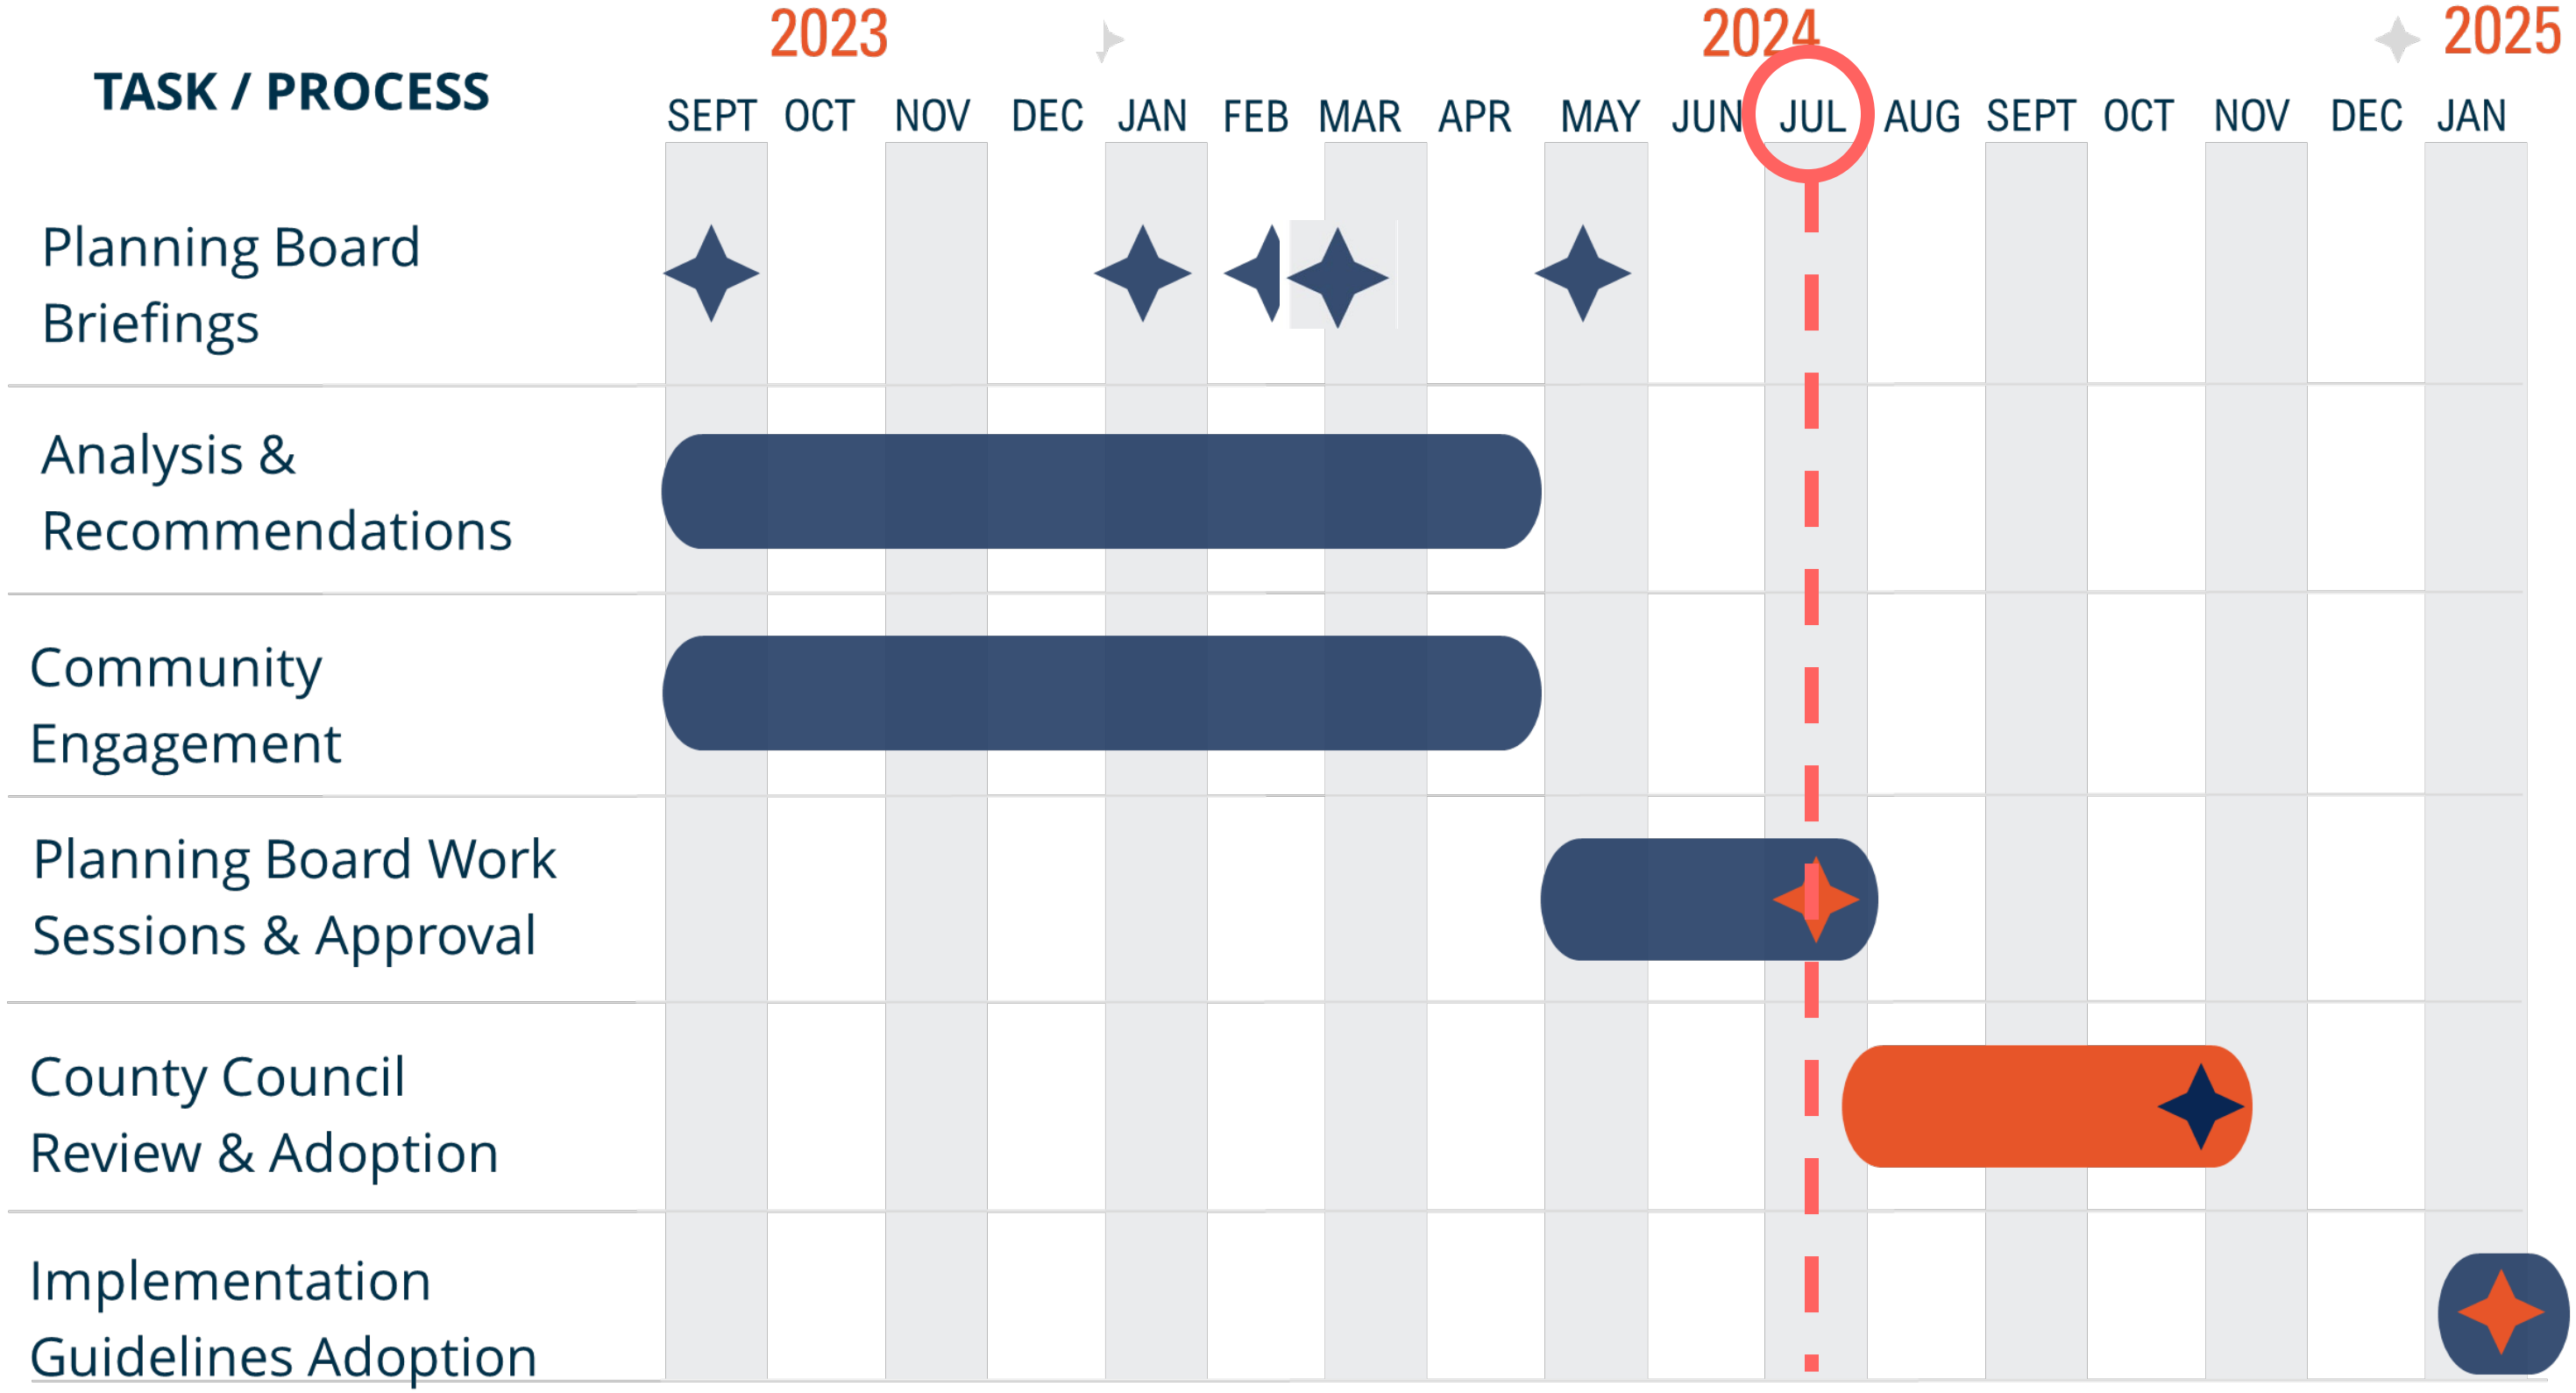 2023 2024 2025
TASK / PROCESS
SEPT OCT NOV DEC JAN FEB MAR APR MAY JUN JUL AUG SEPT OCT NOV DEC JAN
Planning Board
Briefings
Analysis &
Recommendations
Community
Engagement
Planning Board Work
Sessions & Approval
County Council
Review & Adoption
Implementation
Guidelines Adoption